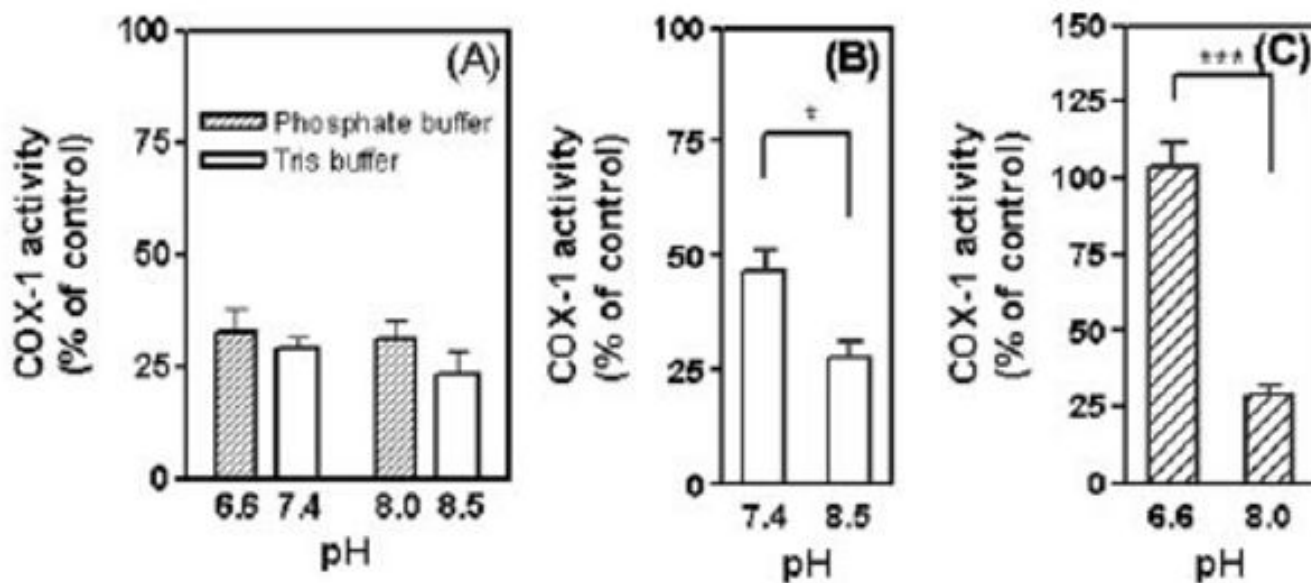 COX-1 activity
(% of control)
100
75
50
25
0
(A)
Phosphate buffer
Tris buffer
6.6 7.4 8.0 8.5
pH
COX-1 activity
(% of control)
100
75
50
25
0
(B)
*
7.4 8.5
pH
COX-1 activity
(% of control)
150
125
100
75
50
25
0
(C)
***
6.6 8.0
pH